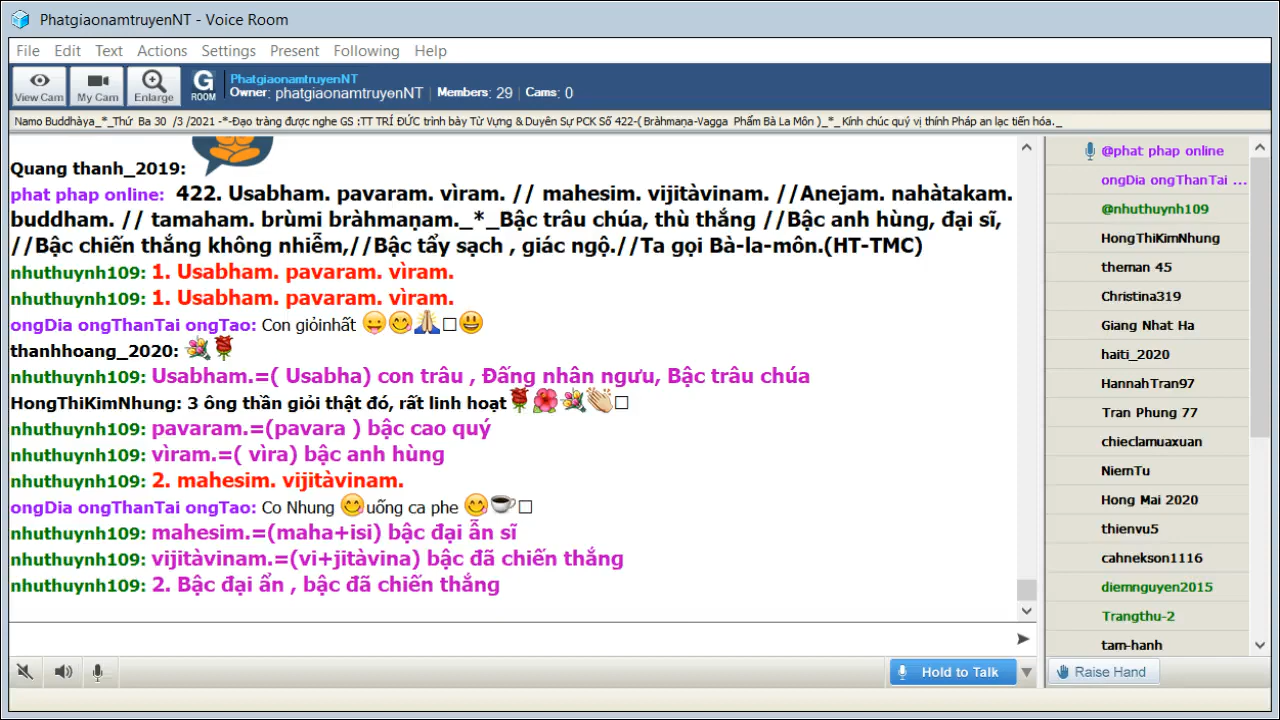 PhatgiaonamtruyenNT - Voice Room
File Edit Text Actions Settings Present Following Help
View Cam My Cam Enlarge G ROOM
PhatgiaonamtruyenNT
Owner: phatgiaonamtruyenNT | Members: 29 | Cams: 0
Namo Buddhàya_*_Thứ Ba 30 /3 /2021 -*-Đạo tràng được nghe GS :TT TRÍ ĐỨC trình bày Từ Vựng & Duyên Sự PCK Số 422-( Bràhmaṇa-Vagga Phẩm Bà La Môn )_*_ Kính chúc quý vị thính Pháp an lạc tiến hóa._
Quang thanh_2019:
phat phap online: 422. Usabham. pavaram. vìram. // mahesim. vijitàvinam. //Anejam. nahàtakam.
buddham. // tamaham. brùmi bràhmaṇam._*_Bậc trâu chúa, thù thắng //Bậc anh hùng, đại sĩ,
//Bậc chiến thắng không nhiễm,//Bậc tẩy sạch , giác ngộ.//Ta gọi Bà-la-môn.(HT-TMC)
nhuthuynh109: 1. Usabham. pavaram. vìram.
nhuthuynh109: 1. Usabham. pavaram. vìram.
ongDia ongThanTai ongTao: Con giỏinhất 😛😋🙏□😃
thanhhoang_2020: 💐🌹
nhuthuynh109: Usabham.=( Usabha) con trâu , Đấng nhân ngưu, Bậc trâu chúa
HongThiKimNhung: 3 ông thần giỏi thật đó, rất linh hoạt🌹🌺💐👏□
nhuthuynh109: pavaram.=(pavara ) bậc cao quý
nhuthuynh109: vìram.=( vìra) bậc anh hùng
nhuthuynh109: 2. mahesim. vijitàvinam.
ongDia ongThanTai ongTao: Co Nhung 😋uống ca phe 😋☕□
nhuthuynh109: mahesim.=(maha+isi) bậc đại ẫn sĩ
nhuthuynh109: vijitàvinam.=(vi+jitàvina) bậc đã chiến thắng
nhuthuynh109: 2. Bậc đại ẩn , bậc đã chiến thắng
@phat phap online
ongDia ongThanTai ...
@nhuthuynh109
HongThiKimNhung
theman 45
Christina319
Giang Nhat Ha
haiti_2020
HannahTran97
Tran Phung 77
chieclamuaxuan
NiemTu
Hong Mai 2020
thienvu5
cahnekson1116
diemnguyen2015
Trangthu-2
tam-hanh
Hold to Talk
Raise Hand